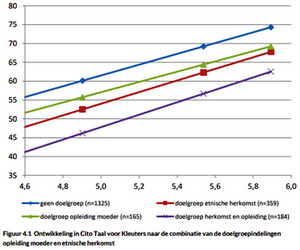 80
75
70
65
60
55
50
45
40
35
4,6 4,8 5,0 5,2 5,4 5,6 5,8 6,0
geen doelgroep (n=1325) doelgroep etnische herkomst (n=359)
doelgroep opleiding moeder (n=165) doelgroep herkomst en opleiding (n=184)
Figuur 4.1 Ontwikkeling in Cito Taal voor Kleuters naar de combinatie van de doelgroepindelingen
opleiding moeder en etnische herkomst